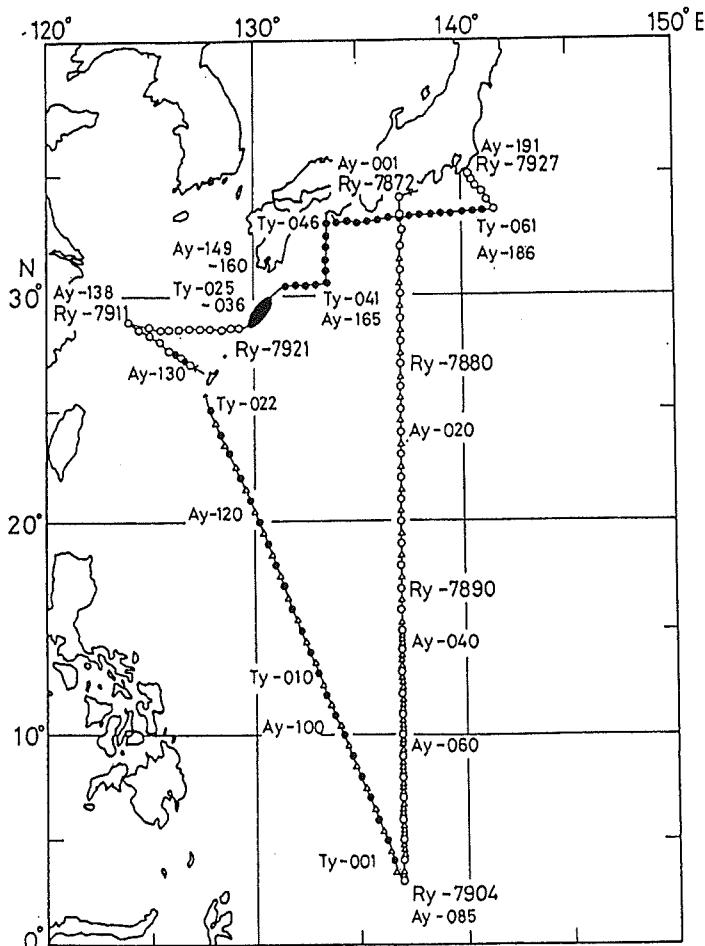 120°
130°
140°
150° E
Ay-191
Ry-7927
Ay-001
Ry-7872
Ty-046
Ty-061
Ay-186
Ay-149
-160
N
30°
Ty-025
-036
Ay-138
Ry-7911
Ty-041
Ay-165
Ry-7921
Ay-130
Ry-7880
Ty-022
Ay-020
Ay-120
20°
Ry-7890
Ay-040
Ty-010
Ay-100
10°
Ay-060
Ty-001
Ry-7904
Ay-085
0°